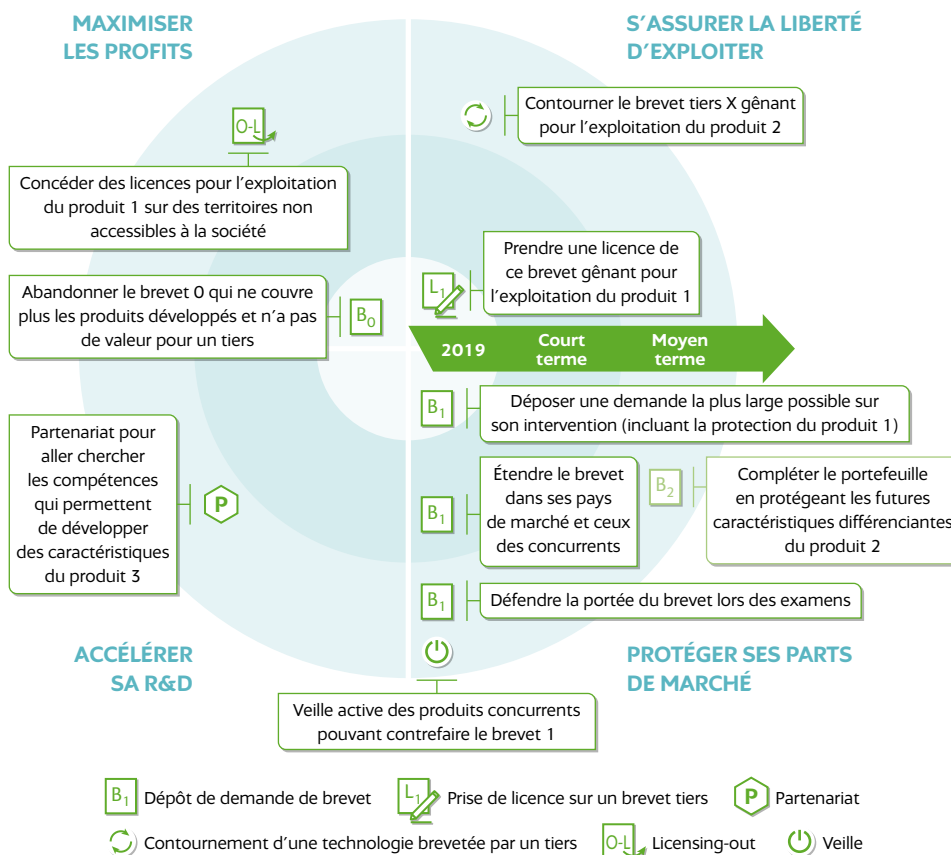 MAXIMISER
LES PROFITS
S'ASSURER LA LIBERTÉ
D'EXPLOITER
Contourner le brevet tiers X gênant
pour l'exploitation du produit 2
O-L
Concéder des licences pour l'exploitation
du produit 1 sur des territoires non
accessibles à la société
Prendre une licence de
ce brevet gênant pour
l'exploitation du produit 1
L1
Abandonner le brevet 0 qui ne couvre
plus les produits développés et n'a pas
de valeur pour un tiers
B0
2019
Court
terme
Moyen
terme
B1
Déposer une demande la plus large possible sur
son intervention (incluant la protection du produit 1)
Partenariat pour
aller chercher
les compétences
qui permettent
de développer
des caractéristiques
du produit 3
P
B1
Étendre le brevet
dans ses pays
de marché et ceux
des concurrents
B2
Compléter le portefeuille
en protégeant les futures
caractéristiques différenciantes
du produit 2
B1
Défendre la portée du brevet lors des examens
ACCÉLÉRER
SA R&D
PROTÉGER SES PARTS
DE MARCHÉ
Veille active des produits concurrents
pouvant contrefaire le brevet 1
B1 Dépôt de demande de brevet L1 Prise de licence sur un brevet tiers P Partenariat
Contournement d'une technologie brevetée par un tiers O-L Licensing-out Veille